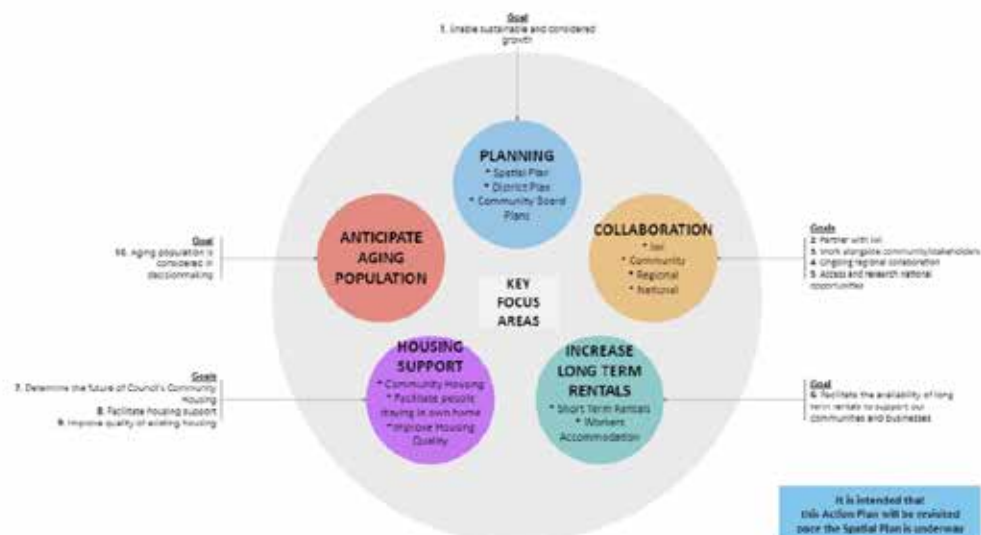 Goal
1. Enable sustainable and considered
growth
PLANNING
* Spatial Plan
* District Plan
* Community Board
Plans
ANTICIPATE
AGING
POPULATION
COLLABORATION
* Iwi
* Community
* Regional
* National
Goal
10. Aging population is
considered in
decisionmaking
Goals
2. Partner with Iwi
3. Work alongside community/stakeholders
4. Ongoing regional collaboration
5. Access and research national
opportunities
KEY
FOCUS
AREAS
HOUSING
SUPPORT
* Community Housing
* Facilitate people
staying in own home
*Improve Housing
Quality
INCREASE
LONG TERM
RENTALS
* Short Term Rentals
* Workers
Accommodation
Goals
7. Determine the future of Council's Community
Housing
8. Facilitate housing support
9. Improve quality of existing housing
Goal
6. Facilitate the availability of long
term rentals to support our
communities and businesses
It is intended that
this Action Plan will be revisited
once the Spatial Plan is underway